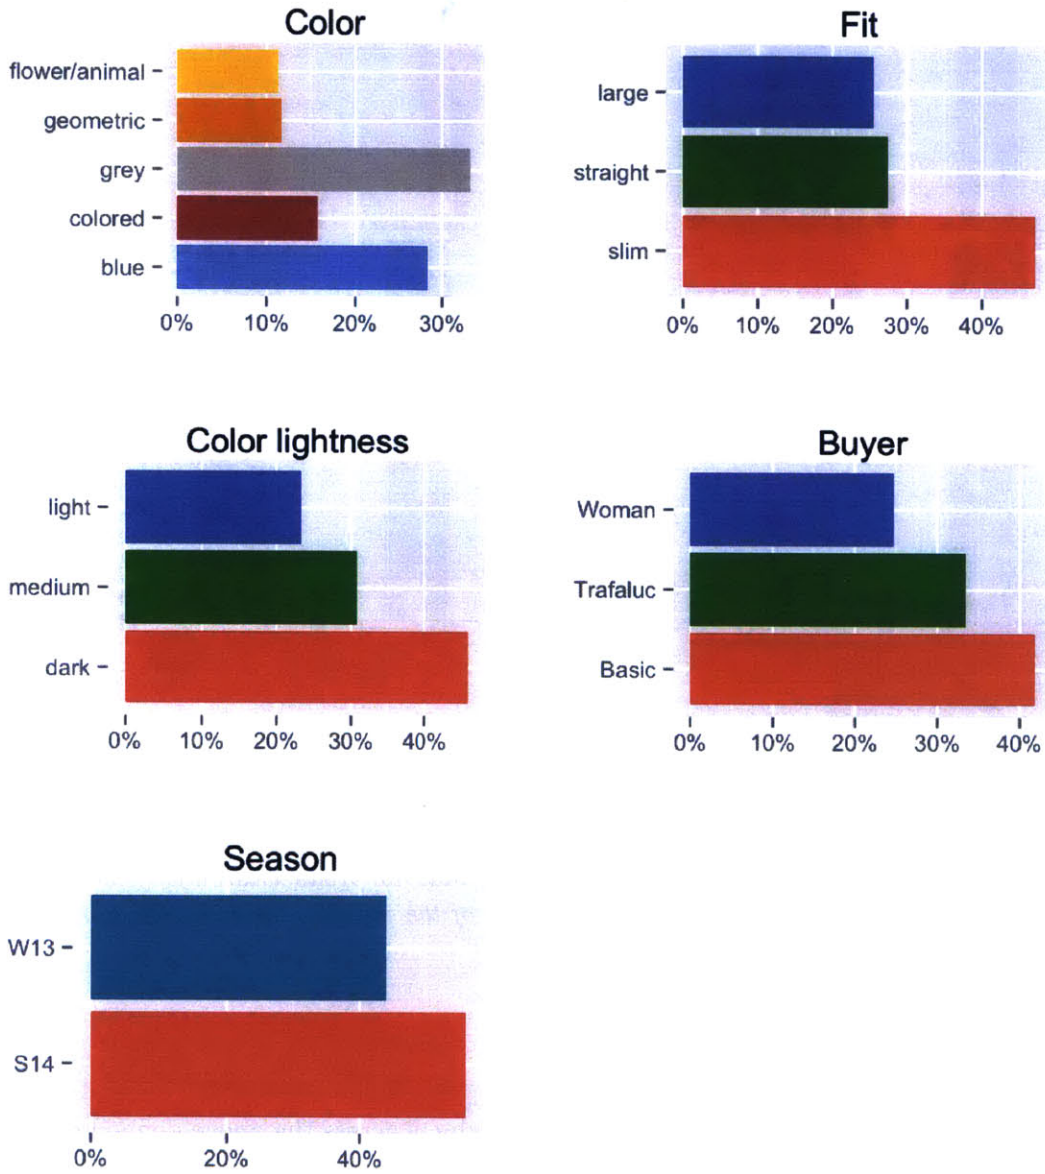 Color
flower/animal
geometric
grey
colored
blue
0% 10% 20% 30%
Fit
large
straight
slim
0% 10% 20% 30% 40%
Color lightness
light
medium
dark
0% 10% 20% 30% 40%
Buyer
Woman
Trafaluc
Basic
0% 10% 20% 30% 40%
Season
W13
S14
0% 20% 40%